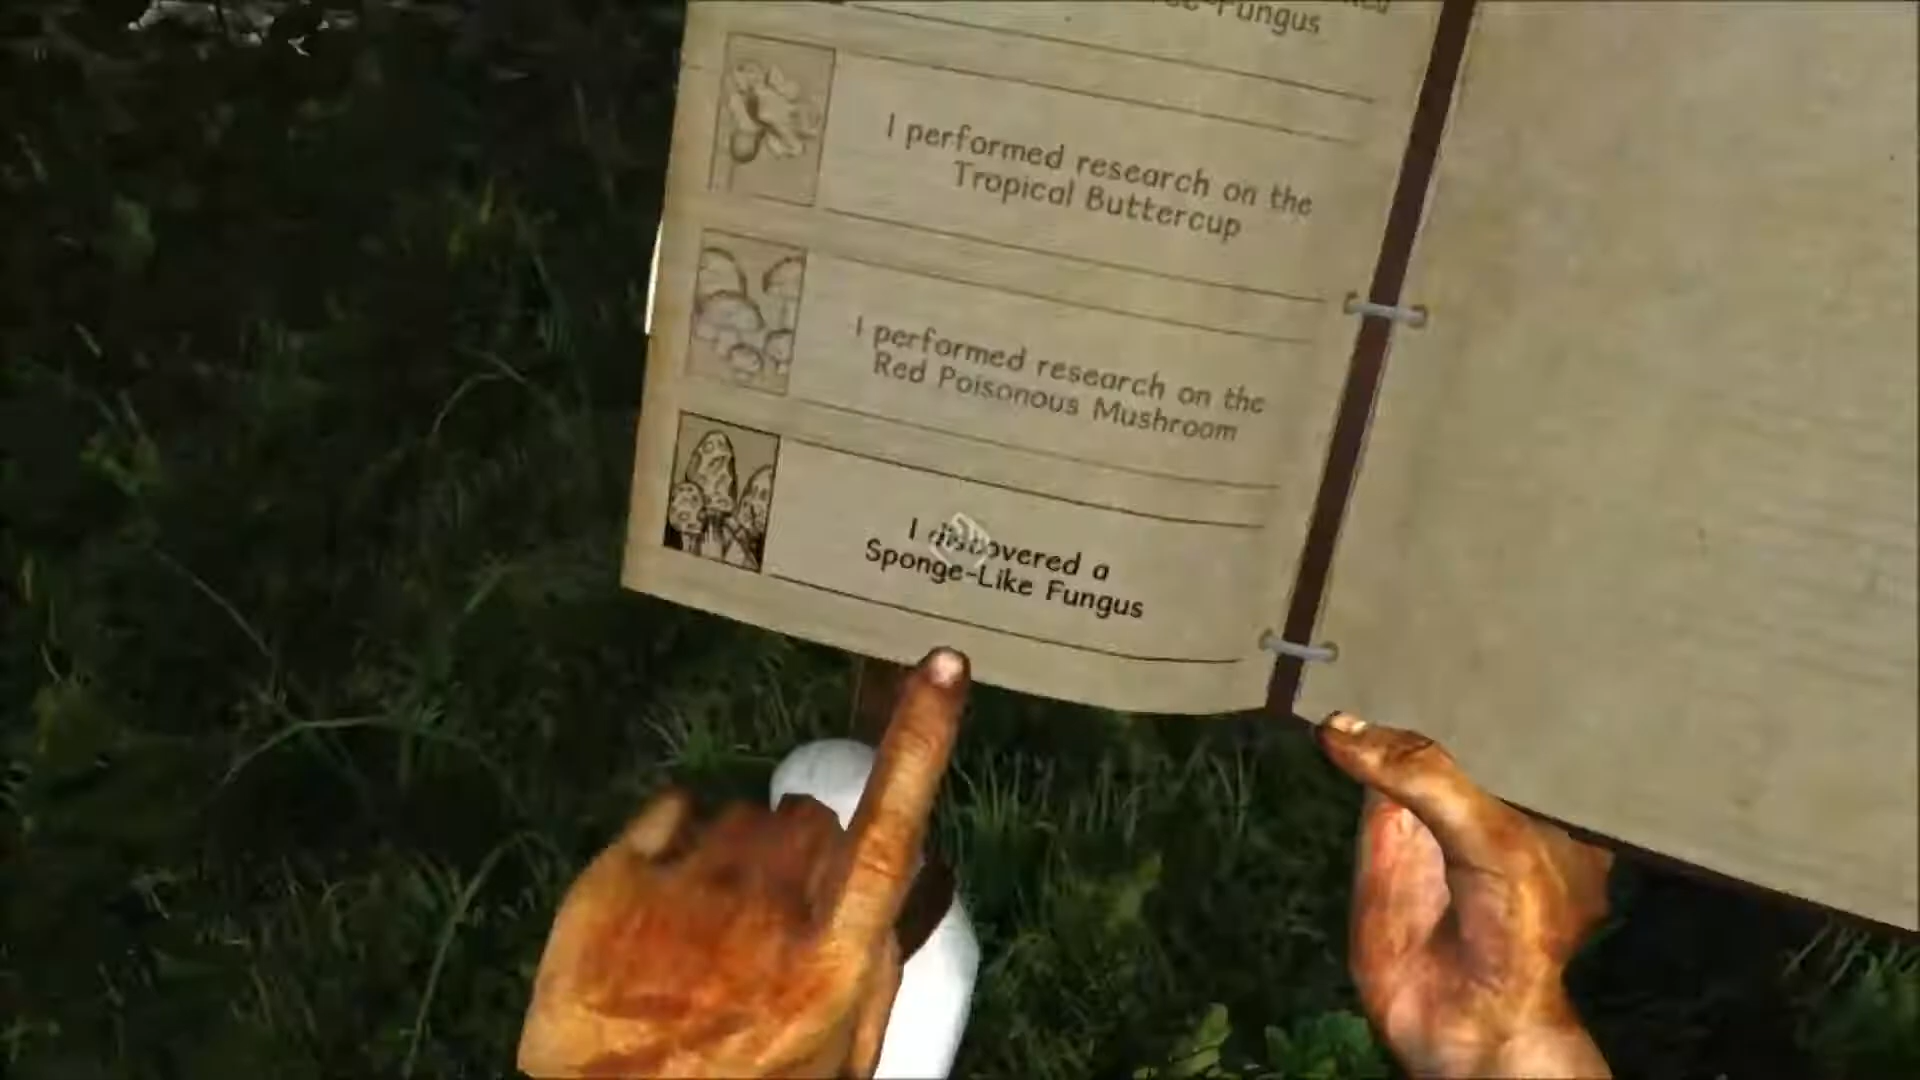 Fungus
I performed research on the
Tropical Buttercup
I performed research on the
Red Poisonous Mushroom
I discovered a
Sponge-Like Fungus